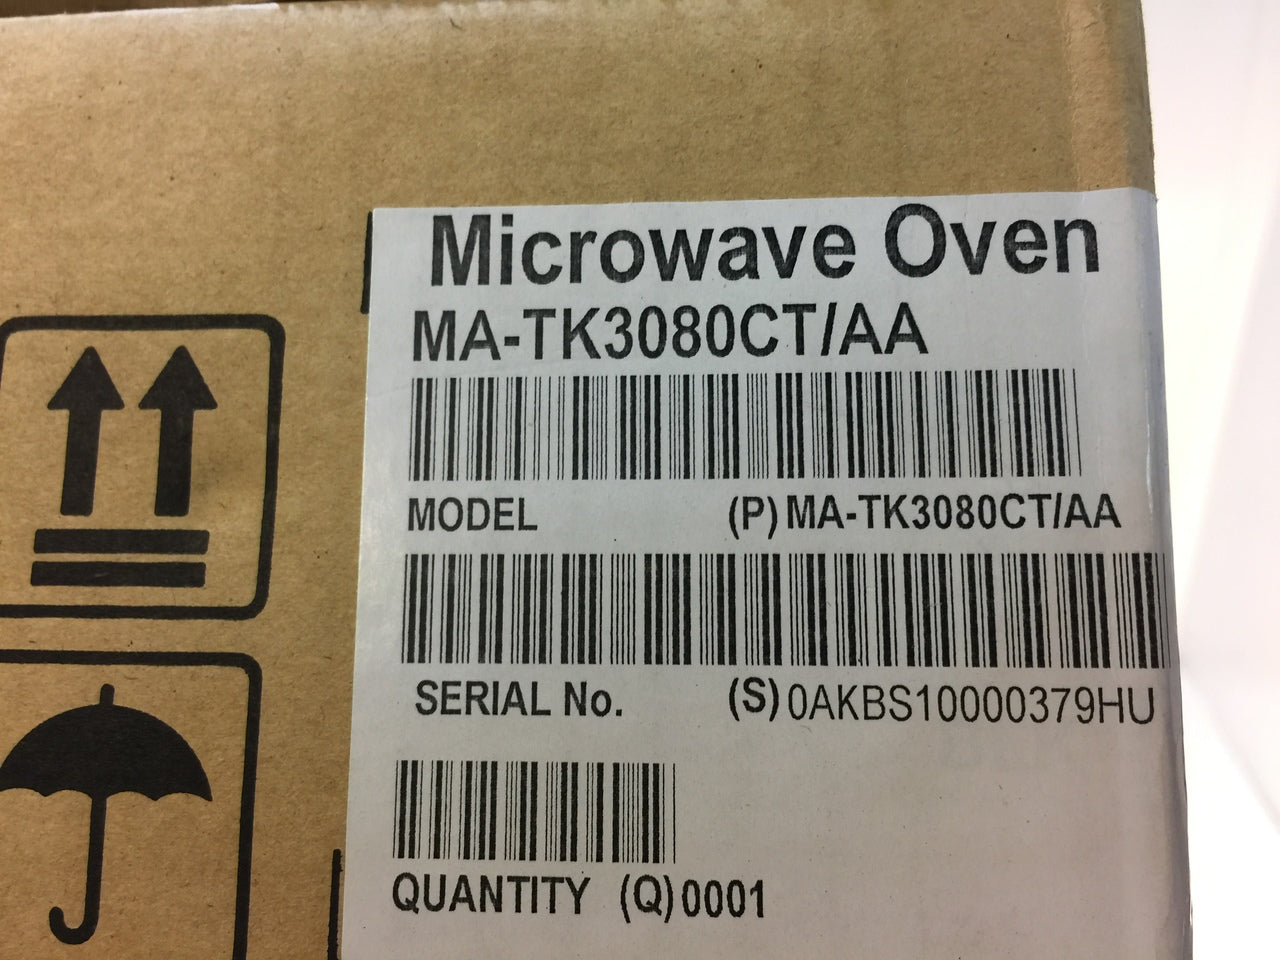 Microwave Oven
MA-TK3080CT/AA
MODEL (P) MA-TK3080CT/AA
SERIAL No. (S) 0AKBS10000379HU
QUANTITY (Q) 0001